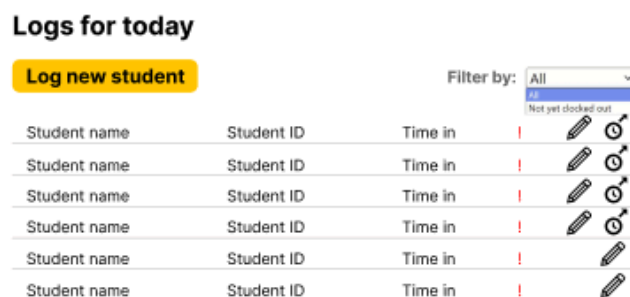 Logs for today
Log new student Filter by: All
All
Not yet clocked out
Student name Student ID Time in !
Student name Student ID Time in !
Student name Student ID Time in !
Student name Student ID Time in !
Student name Student ID Time in !
Student name Student ID Time in !